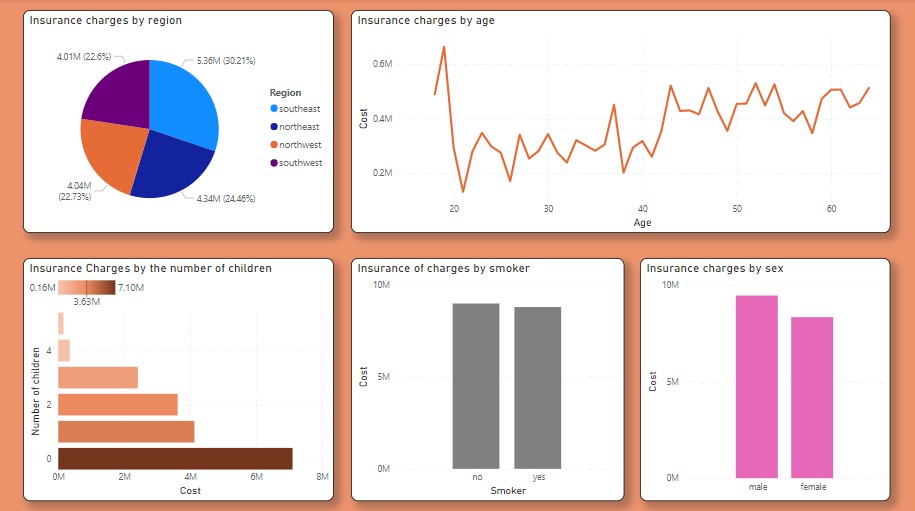 Insurance charges by region
4.01M (22.6%)
5.36M (30.21%)
4.04M
(22.73%)
4.34M (24.46%)
Region
southeast
northeast
northwest
southwest
Insurance charges by age
0.6M
0.4M
0.2M
Cost
20 30 40 50 60
Age
Insurance Charges by the number of children
0.16M 7.10M
3.63M
Number of children
4
2
0
0M 2M 4M 6M 8M
Cost
Insurance of charges by smoker
10M
5M
0M
Cost
no yes
Smoker
Insurance charges by sex
10M
5M
0M
Cost
male female